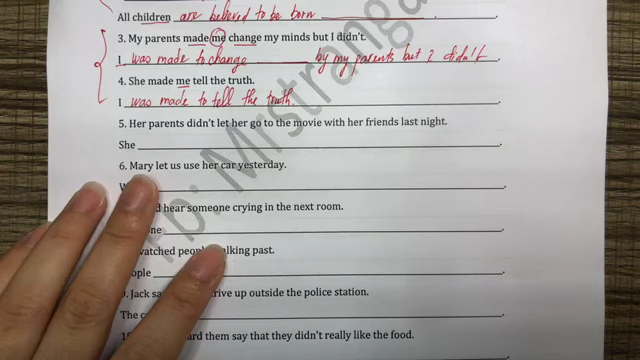 All children are believed to be born
3. My parents made me change my minds but I didn't.
I was made to change by my parents but I didn't
4. She made me tell the truth.
I was made to tell the truth.
5. Her parents didn't let her go to the movie with her friends last night.
She
6. Mary let us use her car yesterday.
hear someone crying in the next room.
watched people walking past.
Jack drive up outside the police station.
The
them say that they didn't really like the food.